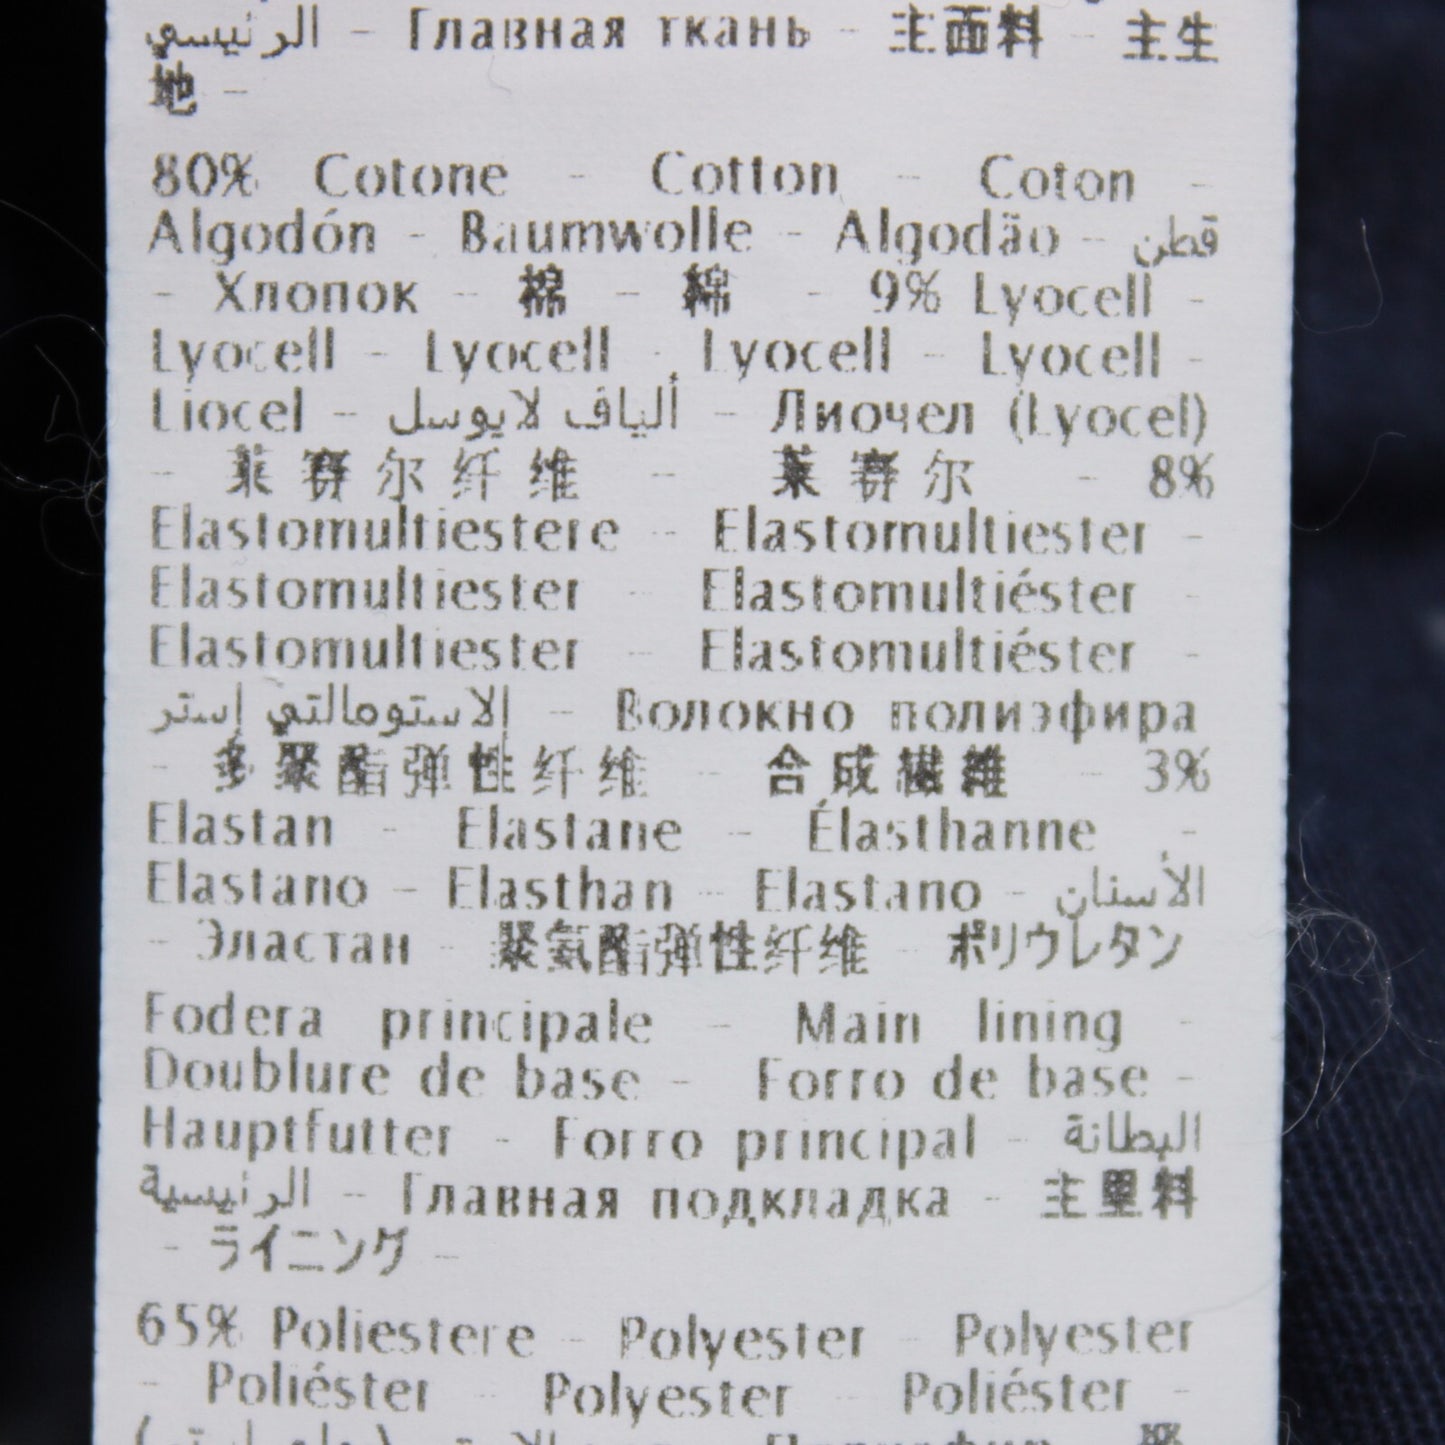 الرئيسي - Главная ткань - 主面料 - 主生
地 -
80% Cotone - Cotton - Coton -
Algodón - Baumwolle - Algodão - قطن
- Хлопок - 棉 - 綿 - 9% Lyocell -
Lyocell - Lyocell - Lyocell - Lyocell -
Liocel - ألياف لايوسل - Лиочел (Lyocel)
- 莱赛尔纤维 - 莱赛尔 - 8%
Elastomultiestere - Elastomultiester -
Elastomultiester - Elastomultiéster -
Elastomultiester - Elastomultiéster -
الاستومالتي إستر - Волокно полиэфира
- 多聚酯弹性纤维 - 合成繊維 - 3%
Elastan - Elastane - Élasthanne -
Elastano - Elasthan - Elastano - الأستان
- Эластан - 聚氨酯弹性纤维 - ポリウレタン
Fodera principale - Main lining -
Doublure de base - Forro de base -
Hauptfutter - Forro principal - البطانة
الرئيسية - Главная подкладка - 主里料
- ライニング -
65% Poliestere - Polyester - Polyester
- Poliéster - Polyester - Poliéster -